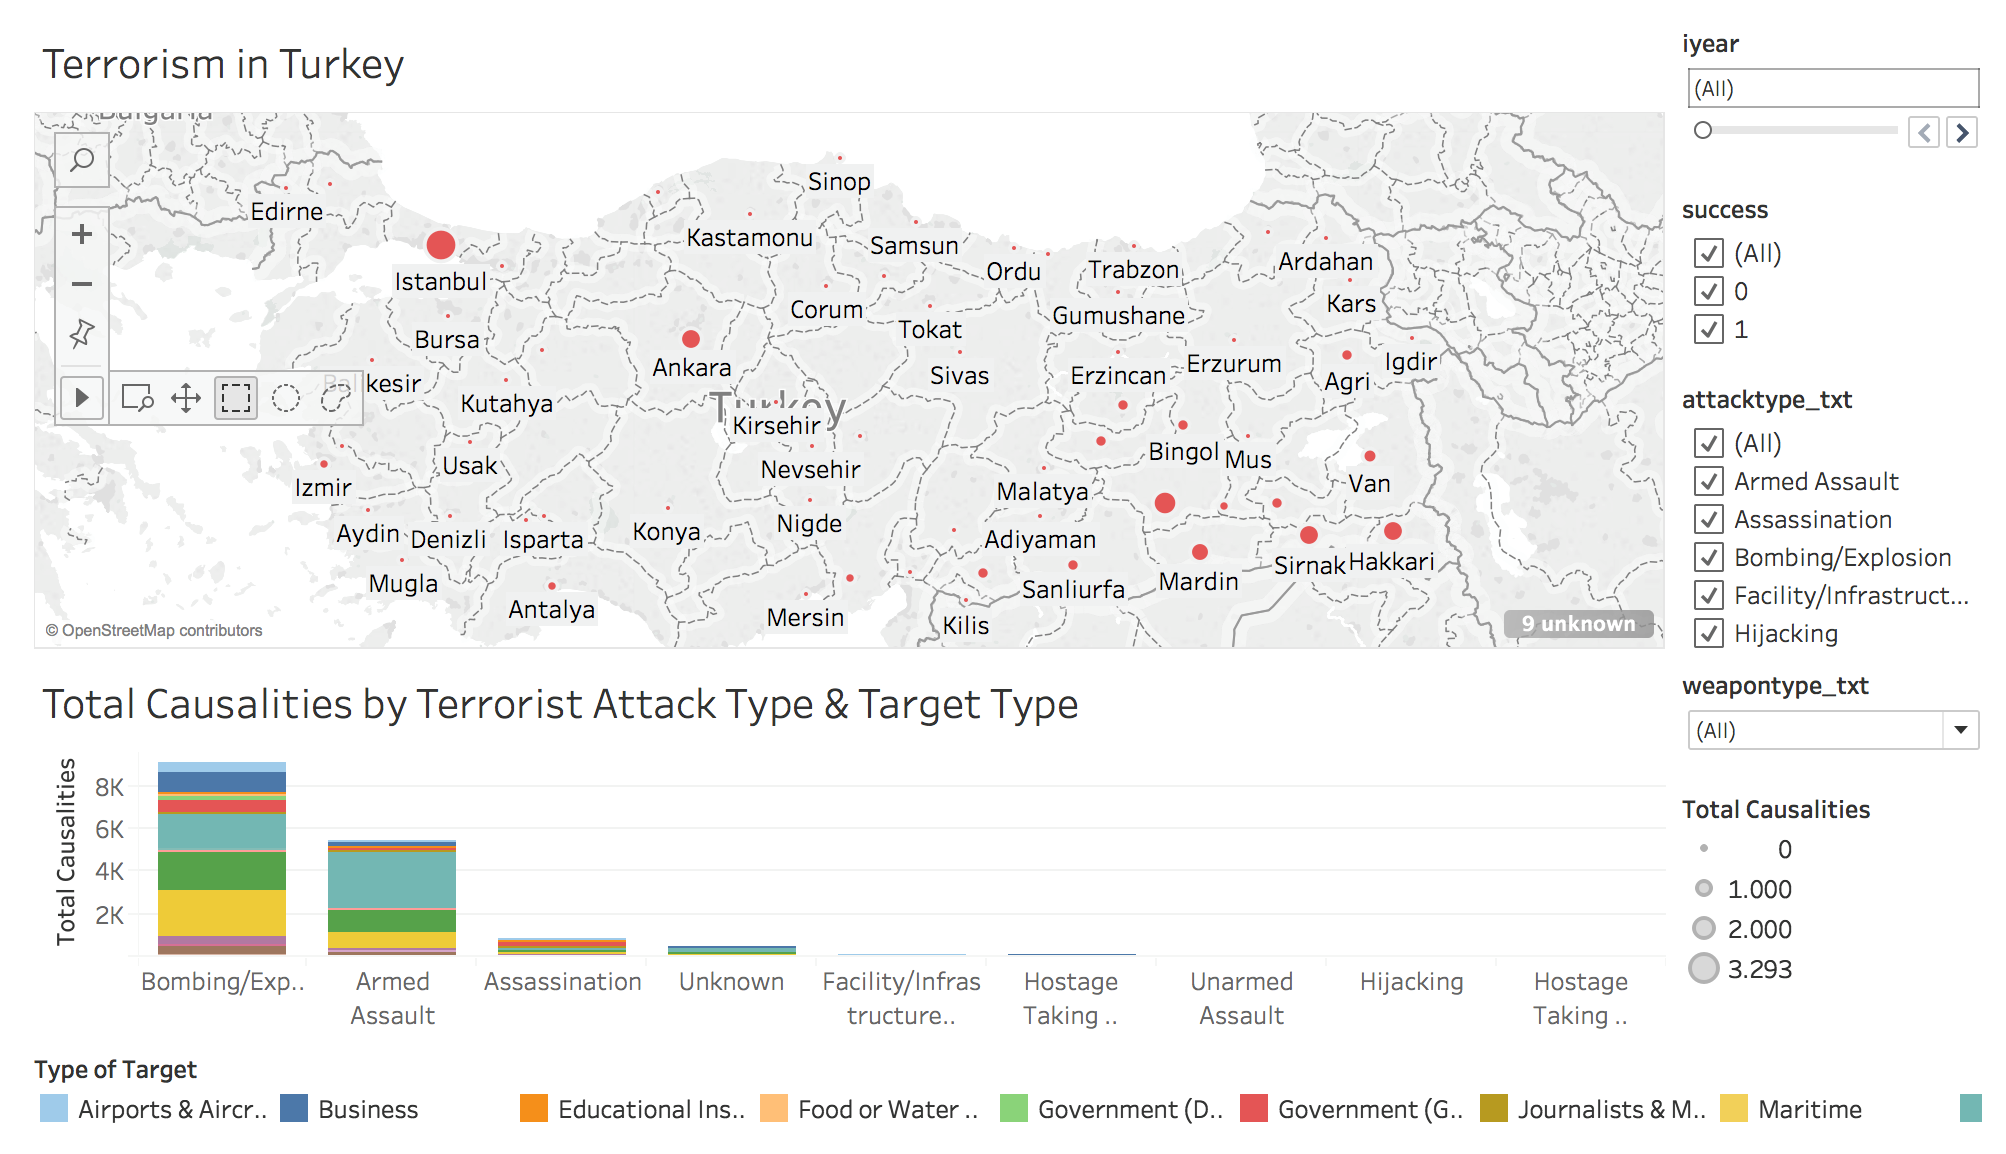 Terrorism in Turkey
iyear
(All)
success
(All)
0
1
attacktype_txt
(All)
Armed Assault
Assassination
Bombing/Explosion
Facility/Infrastruct...
Hijacking
weapontype_txt
(All)
Total Causalities
0
1.000
2.000
3.293
Bulgaria
Sinop
Edirne
Kastamonu
Samsun
Istanbul
Ordu
Trabzon
Ardahan
Corum
Kars
Gumushane
Bursa
Tokat
Ankara
Sivas
Erzincan
Erzurum
Igdir
Agri
kesir
Kutahya
Turkey
Kirsehir
Usak
Nevsehir
Bingol
Mus
Izmir
Malatya
Van
Aydin
Denizli
Isparta
Konya
Nigde
Adiyaman
Sirnak
Hakkari
Mugla
Sanliurfa
Mardin
Antalya
Mersin
Kilis
© OpenStreetMap contributors
9 unknown
Total Causalities by Terrorist Attack Type & Target Type
Total Causalities
8K
6K
4K
2K
Bombing/Exp..
Armed
Assault
Assassination
Unknown
Facility/Infras
tructure..
Hostage
Taking ..
Unarmed
Assault
Hijacking
Hostage
Taking ..
Type of Target
Airports & Aircr..
Business
Educational Ins..
Food or Water ..
Government (D..
Government (G..
Journalists & M..
Maritime